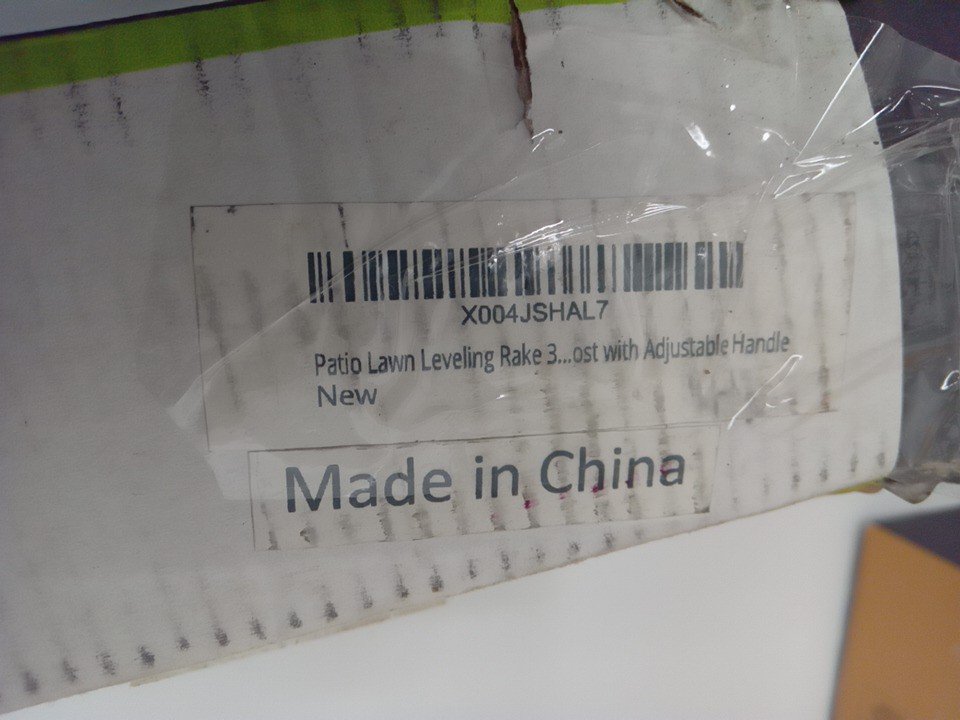 X004JSHAL7
Patio Lawn Leveling Rake 3...ost with Adjustable Handle
New
Made in China